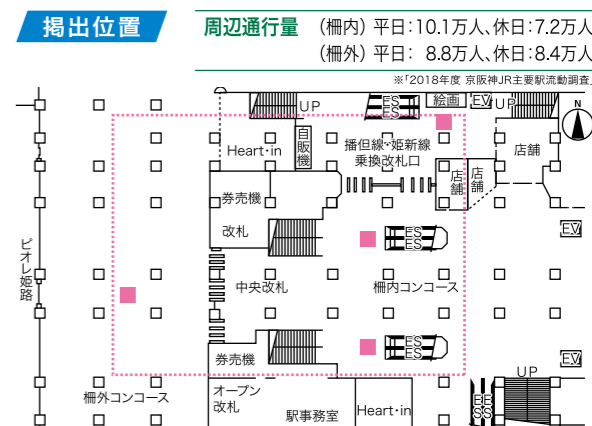 掲出位置
周辺通行量 (柵内) 平日:10.1万人、休日:7.2万人
(柵外) 平日: 8.8万人、休日:8.4万人
※「2018年度 京阪神JR主要駅流動調査」
UP
ES
ES
絵画
EV
UP
N
Heart·in
自販機
播但線・姫新線
乗換改札口
店舗
店舗
店舗
券売機
改札
ES
ES
EV
ピオレ姫路
中央改札
柵内コンコース
券売機
ES
ES
EV
UP
柵外コンコース
オープン
改札
駅事務室
Heart·in
ES
ES